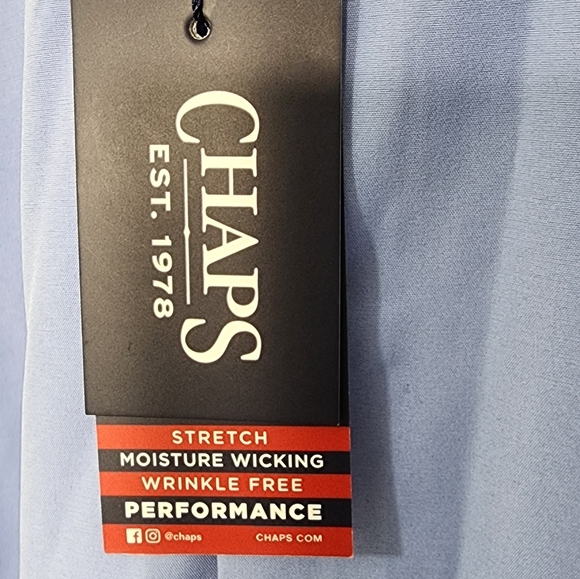 CHAPS
EST. 1978
STRETCH
MOISTURE WICKING
WRINKLE FREE
PERFORMANCE
@chaps CHAPS.COM